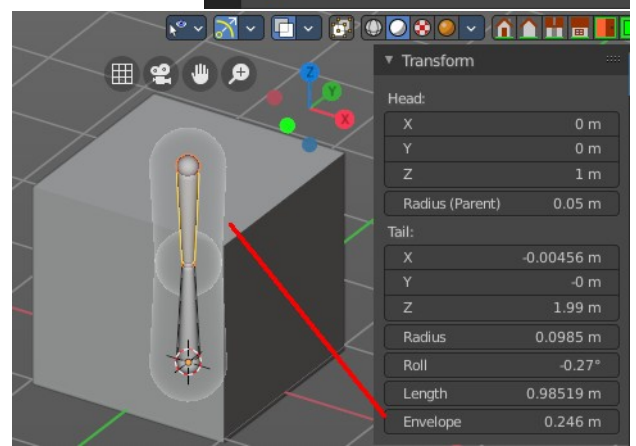 Transform
Z
Y
X
Head:
X 0 m
Y 0 m
Z 1 m
Radius (Parent) 0.05 m
Tail:
X -0.00456 m
Y -0 m
Z 1.99 m
Radius 0.0985 m
Roll -0.27°
Length 0.98519 m
Envelope 0.246 m